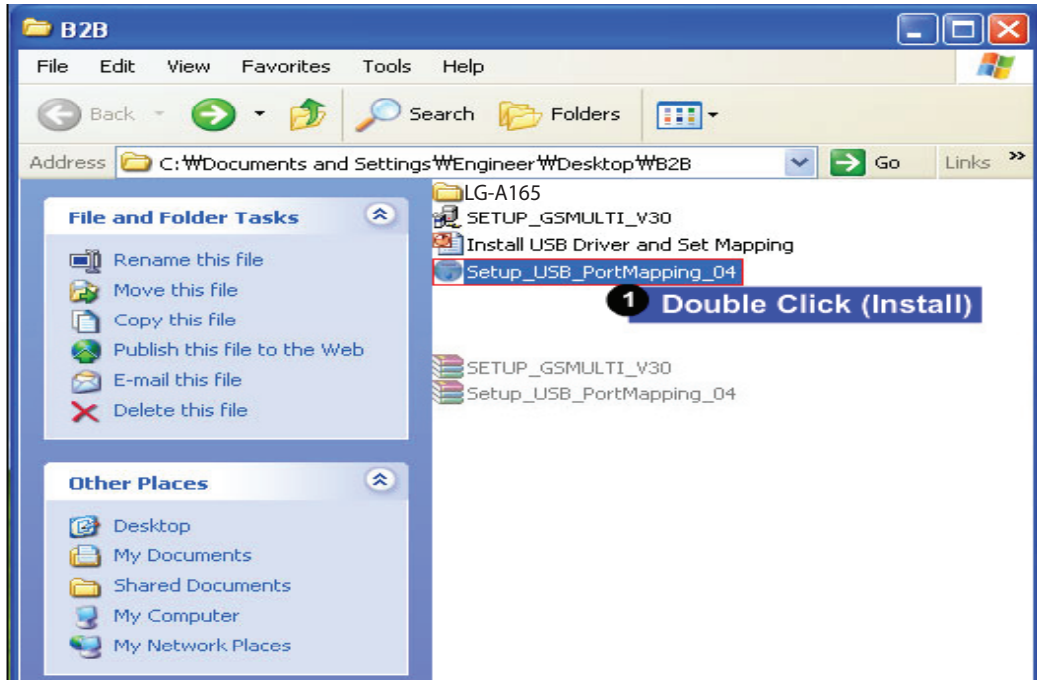 B2B
File Edit View Favorites Tools Help
Back Search Folders
Address C:₩Documents and Settings₩Engineer₩Desktop₩B2B Go Links »
File and Folder Tasks
Rename this file
Move this file
Copy this file
Publish this file to the Web
E-mail this file
Delete this file
Other Places
Desktop
My Documents
Shared Documents
My Computer
My Network Places
LG-A165
SETUP_GSMULTI_V30
Install USB Driver and Set Mapping
Setup_USB_PortMapping_04
1 Double Click (Install)
SETUP_GSMULTI_V30
Setup_USB_PortMapping_04